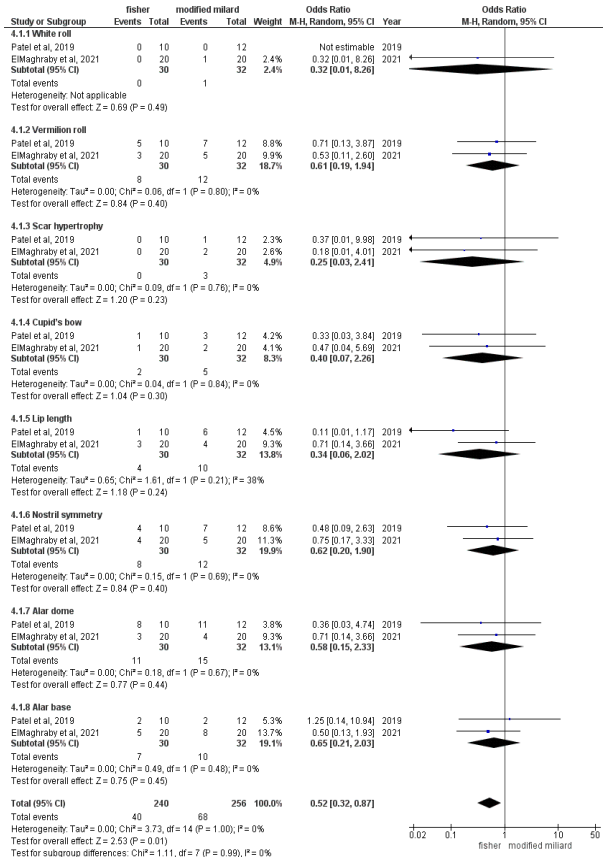 fisher modified milard Odds Ratio Odds Ratio
Study or Subgroup Events Total Events Total Weight M-H, Random, 95% CI Year M-H, Random, 95% CI
4.1.1 White roll
Patel et al, 2019 0 10 0 12 Not estimable 2019
ElMaghraby et al, 2021 0 20 1 20 2.4% 0.32 [0.01, 8.26] 2021
Subtotal (95% CI) 30 32 2.4% 0.32 [0.01, 8.26]
Total events 0 1
Heterogeneity: Not applicable
Test for overall effect: Z = 0.69 (P = 0.49)
4.1.2 Vermilion roll
Patel et al, 2019 5 10 7 12 8.8% 0.71 [0.13, 3.87] 2019
ElMaghraby et al, 2021 3 20 5 20 9.9% 0.53 [0.11, 2.60] 2021
Subtotal (95% CI) 30 32 18.7% 0.61 [0.19, 1.94]
Total events 8 12
Heterogeneity: Tau² = 0.00; Chi² = 0.06, df = 1 (P = 0.80); I² = 0%
Test for overall effect: Z = 0.84 (P = 0.40)
4.1.3 Scar hypertrophy
Patel et al, 2019 0 10 1 12 2.3% 0.37 [0.01, 9.98] 2019
ElMaghraby et al, 2021 0 20 2 20 2.6% 0.18 [0.01, 4.01] 2021
Subtotal (95% CI) 30 32 4.9% 0.25 [0.03, 2.41]
Total events 0 3
Heterogeneity: Tau² = 0.00; Chi² = 0.09, df = 1 (P = 0.76); I² = 0%
Test for overall effect: Z = 1.20 (P = 0.23)
4.1.4 Cupid's bow
Patel et al, 2019 1 10 3 12 4.2% 0.33 [0.03, 3.84] 2019
ElMaghraby et al, 2021 1 20 2 20 4.1% 0.47 [0.04, 5.69] 2021
Subtotal (95% CI) 30 32 8.3% 0.40 [0.07, 2.26]
Total events 2 5
Heterogeneity: Tau² = 0.00; Chi² = 0.04, df = 1 (P = 0.84); I² = 0%
Test for overall effect: Z = 1.04 (P = 0.30)
4.1.5 Lip length
Patel et al, 2019 1 10 6 12 4.5% 0.11 [0.01, 1.17] 2019
ElMaghraby et al, 2021 3 20 4 20 9.3% 0.71 [0.14, 3.66] 2021
Subtotal (95% CI) 30 32 13.8% 0.34 [0.06, 2.02]
Total events 4 10
Heterogeneity: Tau² = 0.65; Chi² = 1.61, df = 1 (P = 0.21); I² = 38%
Test for overall effect: Z = 1.18 (P = 0.24)
4.1.6 Nostril symmetry
Patel et al, 2019 4 10 7 12 8.6% 0.48 [0.09, 2.63] 2019
ElMaghraby et al, 2021 4 20 5 20 11.3% 0.75 [0.17, 3.33] 2021
Subtotal (95% CI) 30 32 19.9% 0.62 [0.20, 1.90]
Total events 8 12
Heterogeneity: Tau² = 0.00; Chi² = 0.15, df = 1 (P = 0.69); I² = 0%
Test for overall effect: Z = 0.84 (P = 0.40)
4.1.7 Alar dome
Patel et al, 2019 8 10 11 12 3.8% 0.36 [0.03, 4.74] 2019
ElMaghraby et al, 2021 3 20 4 20 9.3% 0.71 [0.14, 3.66] 2021
Subtotal (95% CI) 30 32 13.1% 0.58 [0.15, 2.33]
Total events 11 15
Heterogeneity: Tau² = 0.00; Chi² = 0.18, df = 1 (P = 0.67); I² = 0%
Test for overall effect: Z = 0.77 (P = 0.44)
4.1.8 Alar base
Patel et al, 2019 2 10 2 12 5.3% 1.25 [0.14, 10.94] 2019
ElMaghraby et al, 2021 5 20 8 20 13.7% 0.50 [0.13, 1.93] 2021
Subtotal (95% CI) 30 32 19.1% 0.65 [0.21, 2.03]
Total events 7 10
Heterogeneity: Tau² = 0.00; Chi² = 0.49, df = 1 (P = 0.48); I² = 0%
Test for overall effect: Z = 0.75 (P = 0.45)
Total (95% CI) 240 256 100.0% 0.52 [0.32, 0.87]
Total events 40 68
Heterogeneity: Tau² = 0.00; Chi² = 3.73, df = 14 (P = 1.00); I² = 0%
Test for overall effect: Z = 2.53 (P = 0.01)
Test for subgroup differences: Chi² = 1.11, df = 7 (P = 0.99), I² = 0%
0.02 0.1 1 10 50
fisher modified miliard